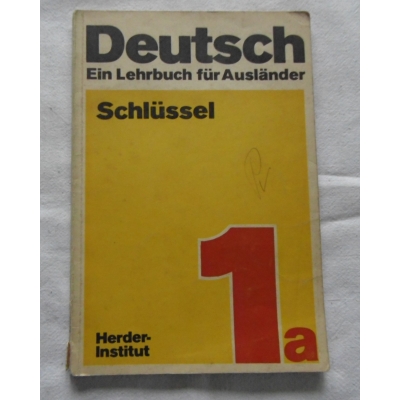 Deutsch
Ein Lehrbuch für Ausländer
Schlüssel
1a
Herder-
Institut